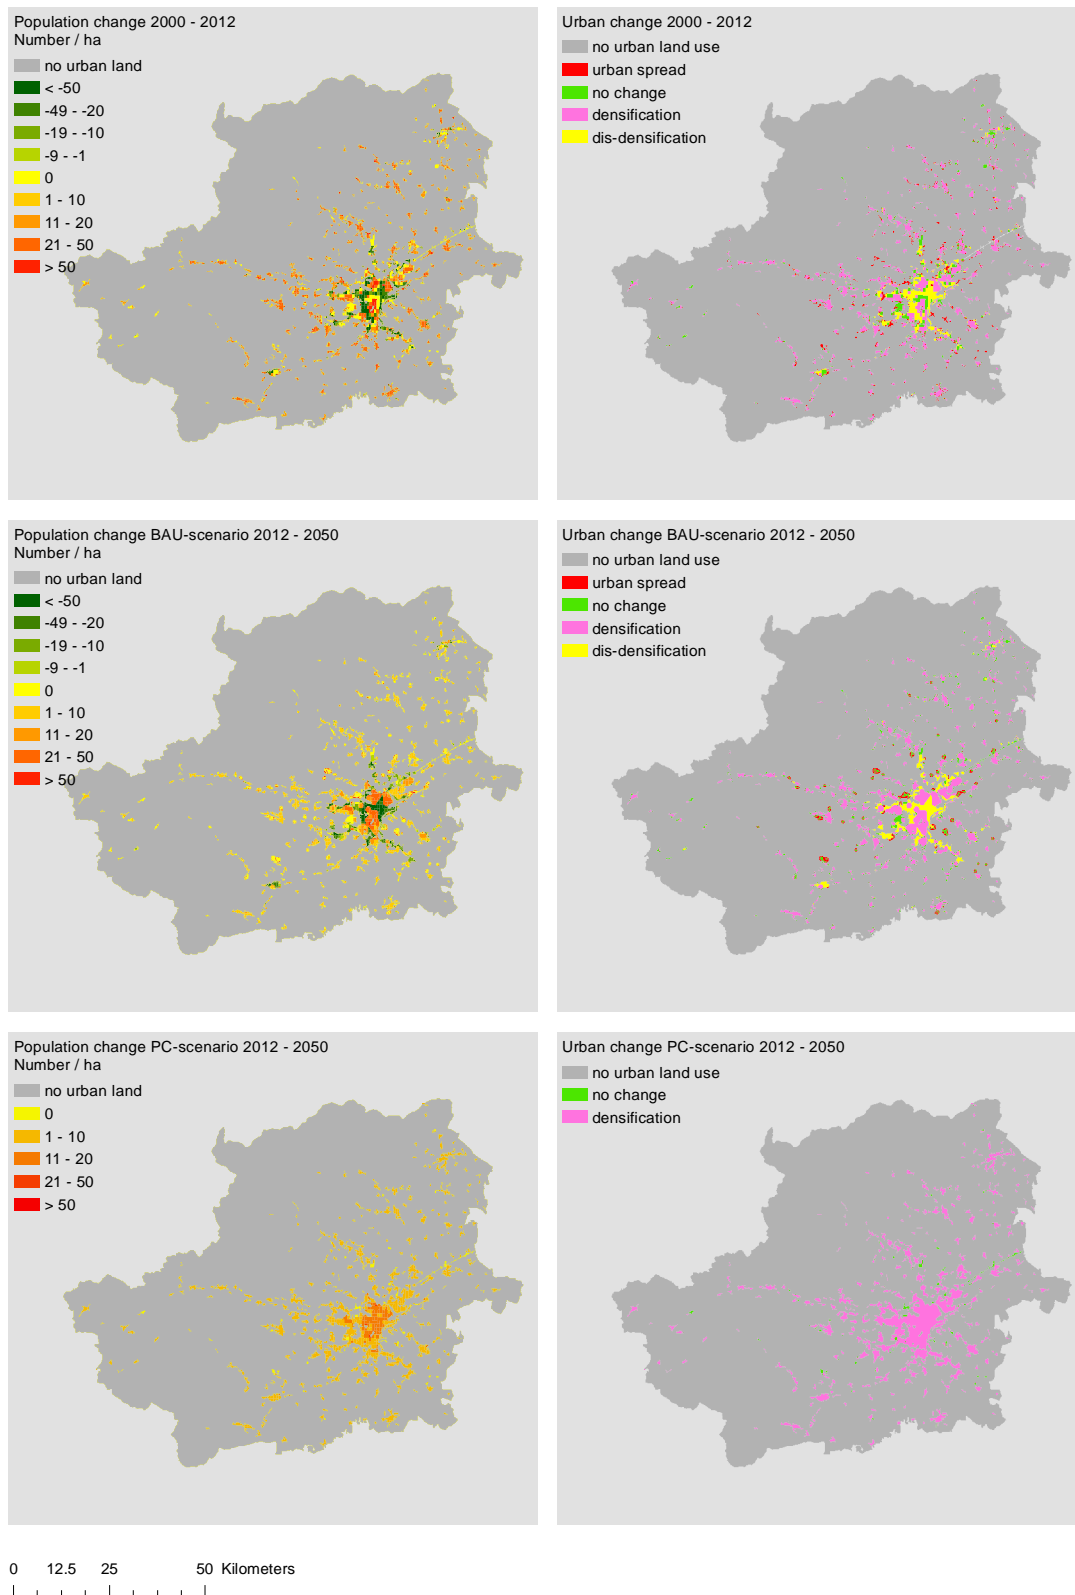 Population change 2000 - 2012
Number / ha
no urban land
< -50
-49 - -20
-19 - -10
-9 - -1
0
1 - 10
11 - 20
21 - 50
> 50
Urban change 2000 - 2012
no urban land use
urban spread
no change
densification
dis-densification
Population change BAU-scenario 2012 - 2050
Number / ha
no urban land
< -50
-49 - -20
-19 - -10
-9 - -1
0
1 - 10
11 - 20
21 - 50
> 50
Urban change BAU-scenario 2012 - 2050
no urban land use
urban spread
no change
densification
dis-densification
Population change PC-scenario 2012 - 2050
Number / ha
no urban land
0
1 - 10
11 - 20
21 - 50
> 50
Urban change PC-scenario 2012 - 2050
no urban land use
no change
densification
0 12.5 25 50 Kilometers